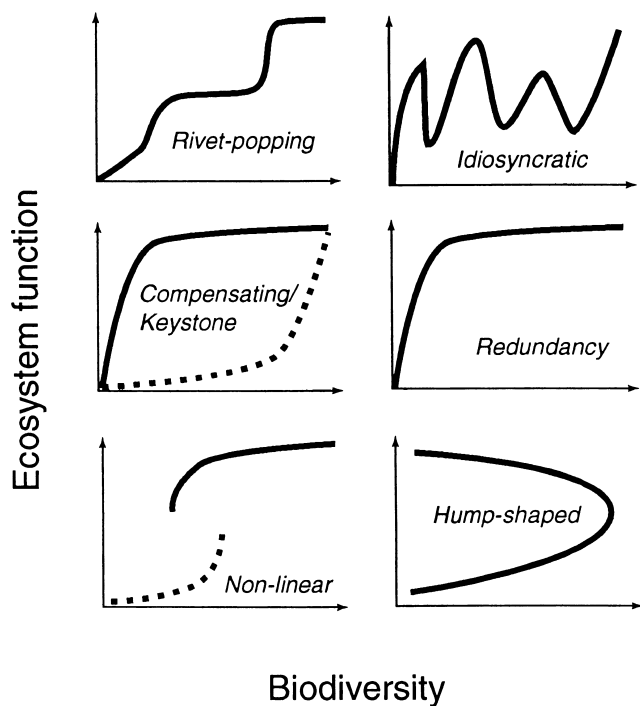 Ecosystem function
Rivet-popping
Idiosyncratic
Compensating/
Keystone
Redundancy
Non-linear
Hump-shaped
Biodiversity